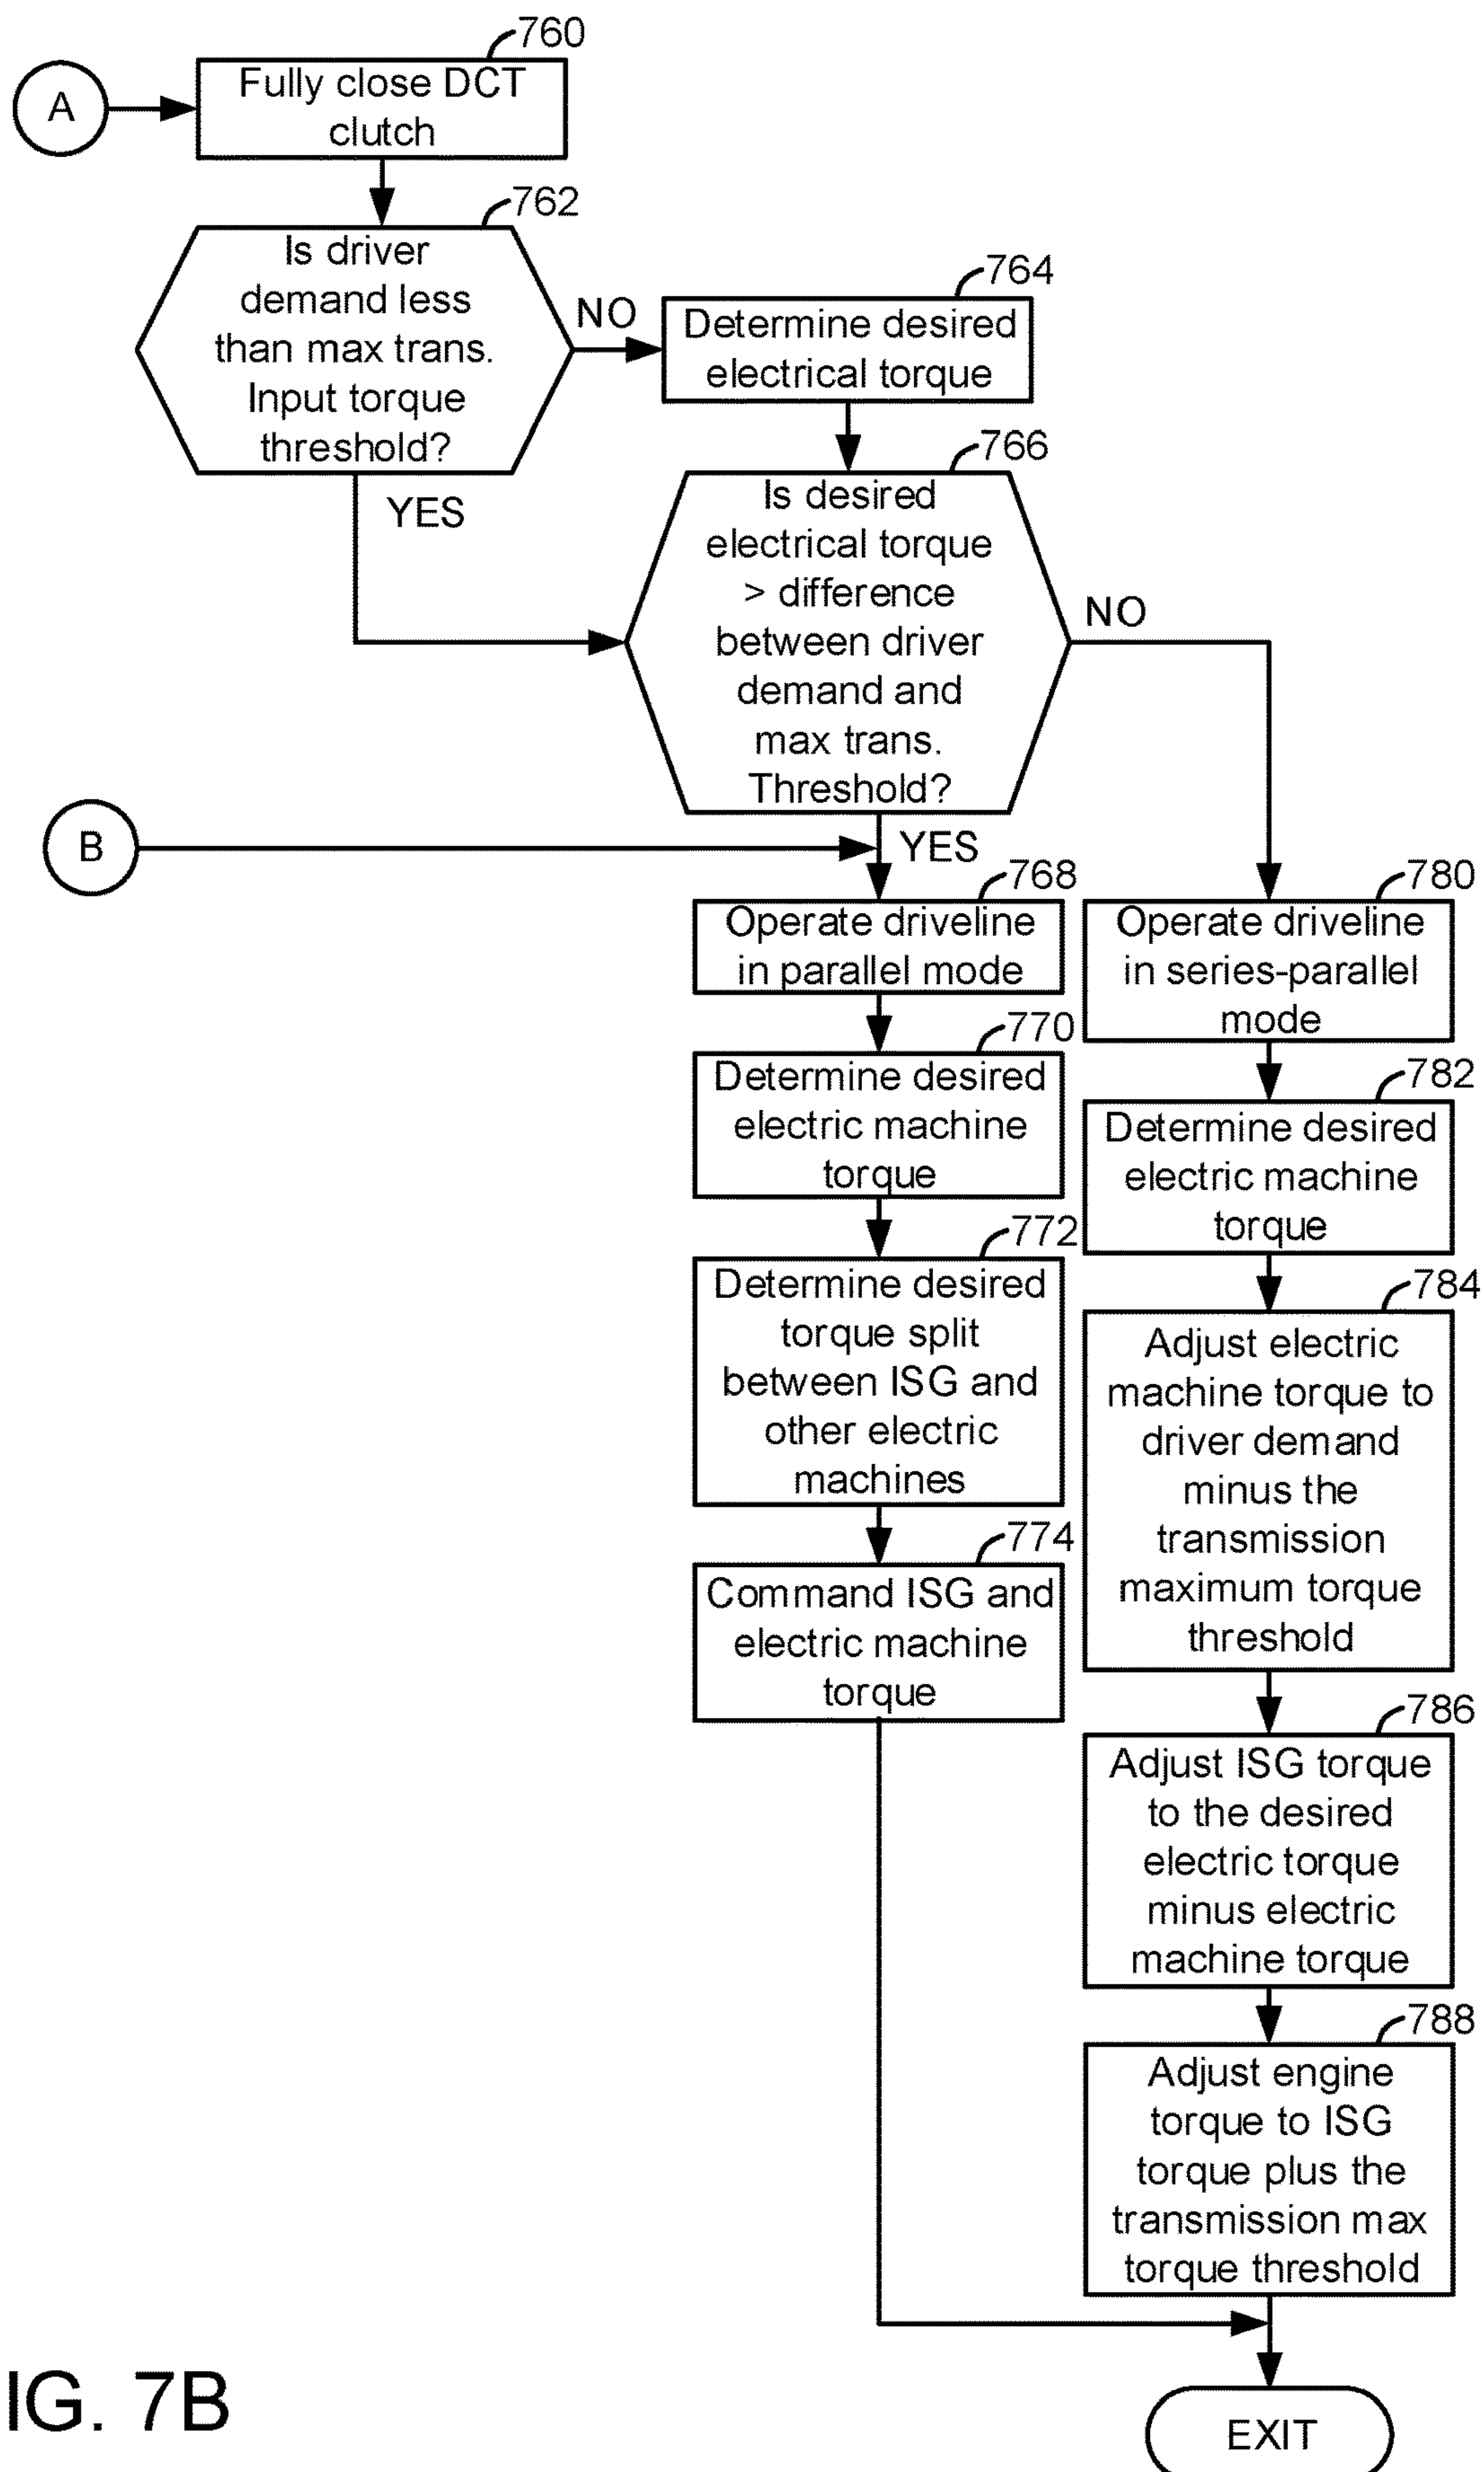 760
A
Fully close DCT
clutch
762
Is driver
demand less
than max trans.
Input torque
threshold?
NO
YES
764
Determine desired
electrical torque
766
Is desired
electrical torque
> difference
between driver
demand and
max trans.
Threshold?
NO
YES
B
768
Operate driveline
in parallel mode
770
Determine desired
electric machine
torque
772
Determine desired
torque split
between ISG and
other electric
machines
774
Command ISG and
electric machine
torque
780
Operate driveline
in series-parallel
mode
782
Determine desired
electric machine
torque
784
Adjust electric
machine torque to
driver demand
minus the
transmission
maximum torque
threshold
786
Adjust ISG torque
to the desired
electric torque
minus electric
machine torque
788
Adjust engine
torque to ISG
torque plus the
transmission max
torque threshold
EXIT
IG. 7B